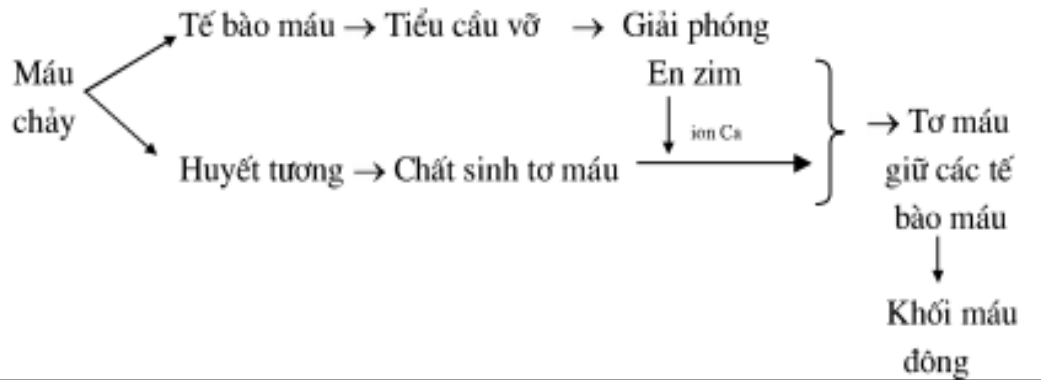 Tế bào máu → Tiểu cầu vỡ → Giải phóng
Máu
chảy
En zim
ion Ca
Huyết tương → Chất sinh tơ máu
→ Tơ máu
giữ các tế
bào máu
Khối máu
đông